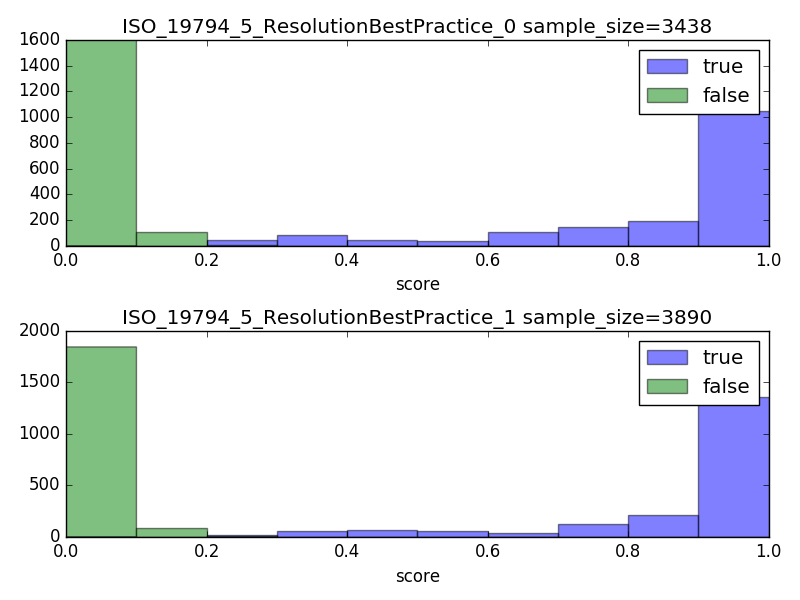 ISO_19794_5_ResolutionBestPractice_0 sample_size=3438
1600
1400
1200
1000
800
600
400
200
0
true
false
0.0 0.2 0.4 0.6 0.8 1.0
score
ISO_19794_5_ResolutionBestPractice_1 sample_size=3890
2000
1500
1000
500
0
true
false
0.0 0.2 0.4 0.6 0.8 1.0
score